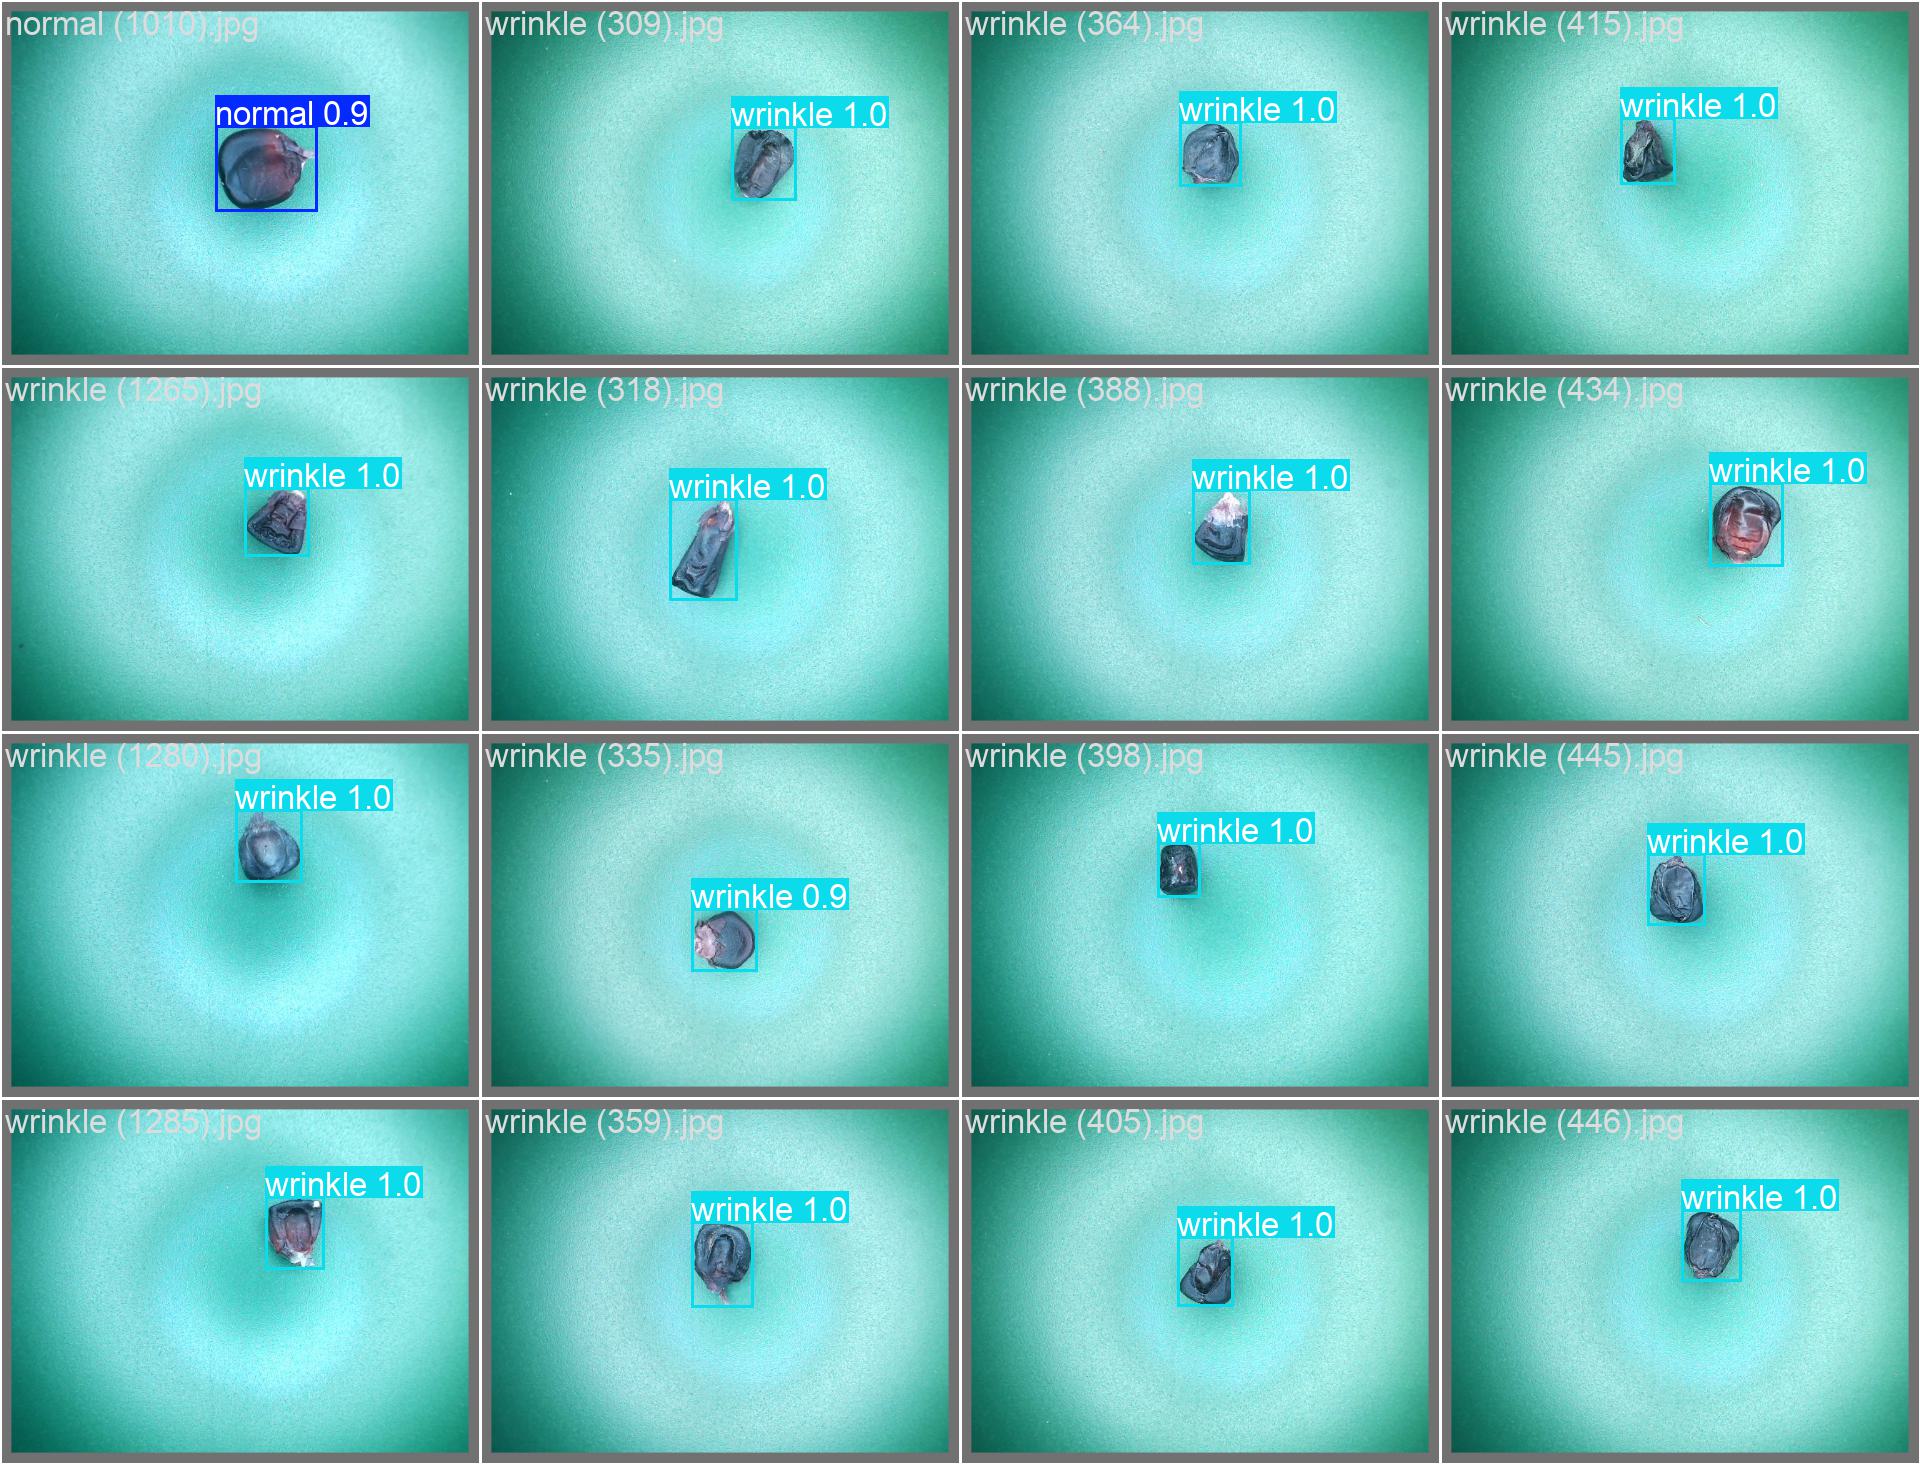 normal (1010).jpg
normal 0.9
wrinkle (309).jpg
wrinkle 1.0
wrinkle (364).jpg
wrinkle 1.0
wrinkle (415).jpg
wrinkle 1.0
wrinkle (1265).jpg
wrinkle 1.0
wrinkle (318).jpg
wrinkle 1.0
wrinkle (388).jpg
wrinkle 1.0
wrinkle (434).jpg
wrinkle 1.0
wrinkle (1280).jpg
wrinkle 1.0
wrinkle (335).jpg
wrinkle 0.9
wrinkle (398).jpg
wrinkle 1.0
wrinkle (445).jpg
wrinkle 1.0
wrinkle (1285).jpg
wrinkle 1.0
wrinkle (359).jpg
wrinkle 1.0
wrinkle (405).jpg
wrinkle 1.0
wrinkle (446).jpg
wrinkle 1.0